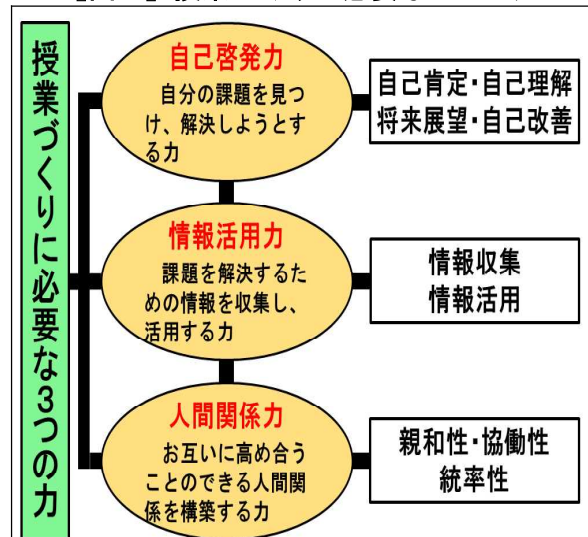 授業づくりに必要な3つの力
自己啓発力
自分の課題を見つ
け、解決しようとす
る力
自己肯定・自己理解
将来展望・自己改善
情報活用力
課題を解決するた
めの情報を収集し、
活用する力
情報収集
情報活用
人間関係力
お互いに高め合う
ことのできる人間関
係を構築する力
親和性・協働性
統率性